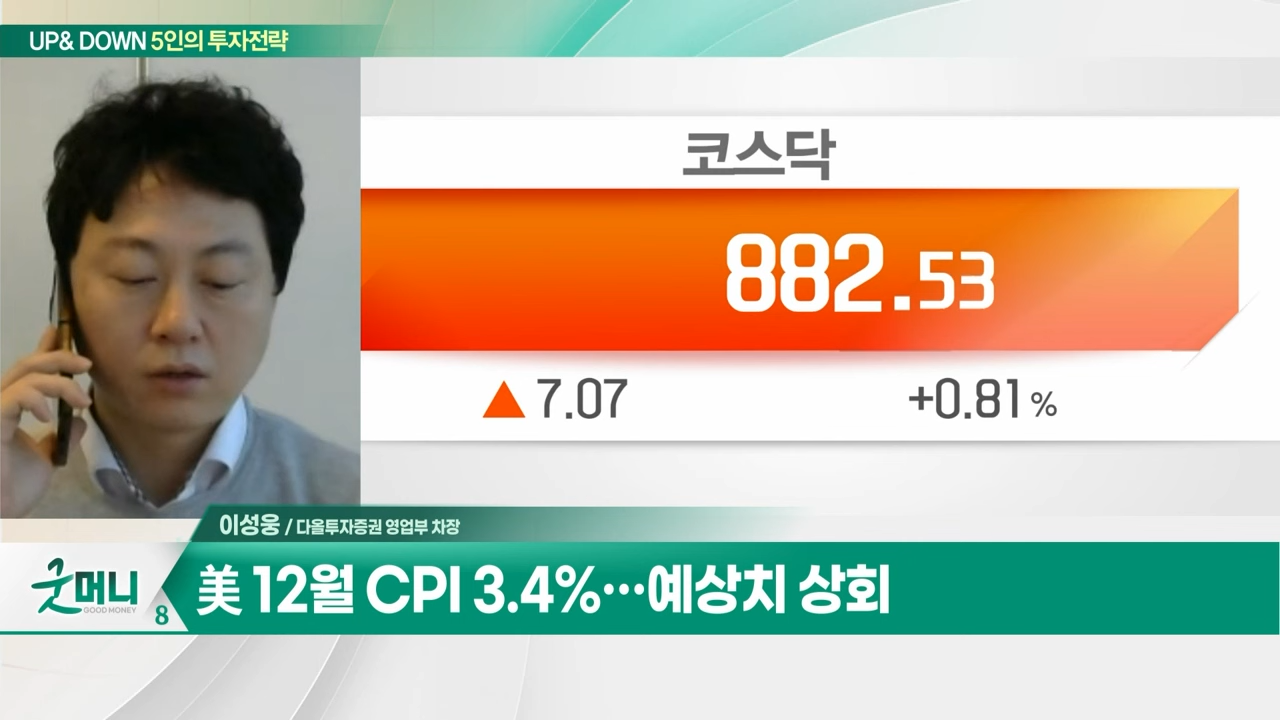 UP& DOWN 5인의 투자전략
코스닥
882.53
▲ 7.07 +0.81 %
이성웅 / 다올투자증권 영업부 차장
굿머니
GOOD MONEY
8
美 12월 CPI 3.4%…예상치 상회